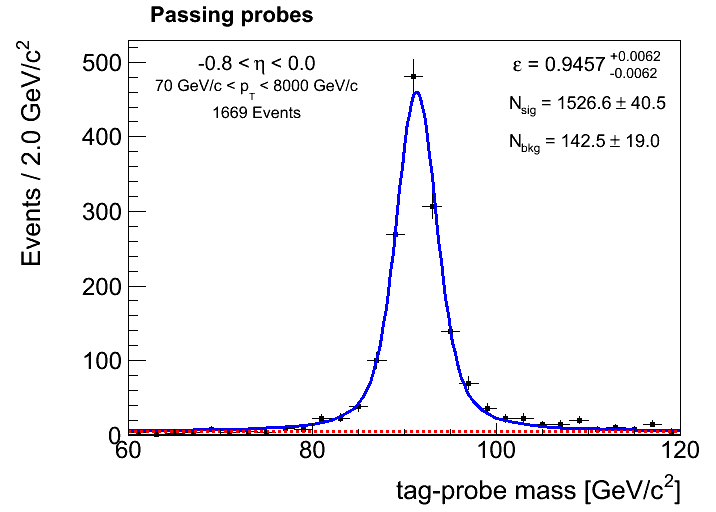 Passing probes
Events / 2.0 GeV/c²
500
400
300
200
100
0
-0.8 < η < 0.0
70 GeV/c < p_T < 8000 GeV/c
1669 Events
ε = 0.9457 +0.0062 -0.0062
N_sig = 1526.6 ± 40.5
N_bkg = 142.5 ± 19.0
60 80 100 120
tag-probe mass [GeV/c²]